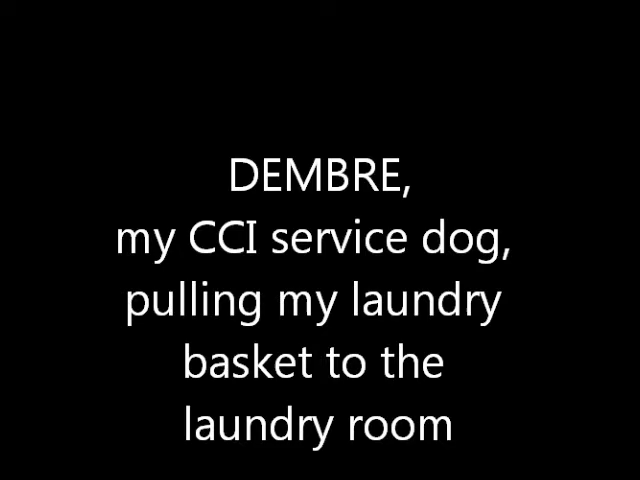 DEMBRE,
my CCI service dog,
pulling my laundry
basket to the
laundry room